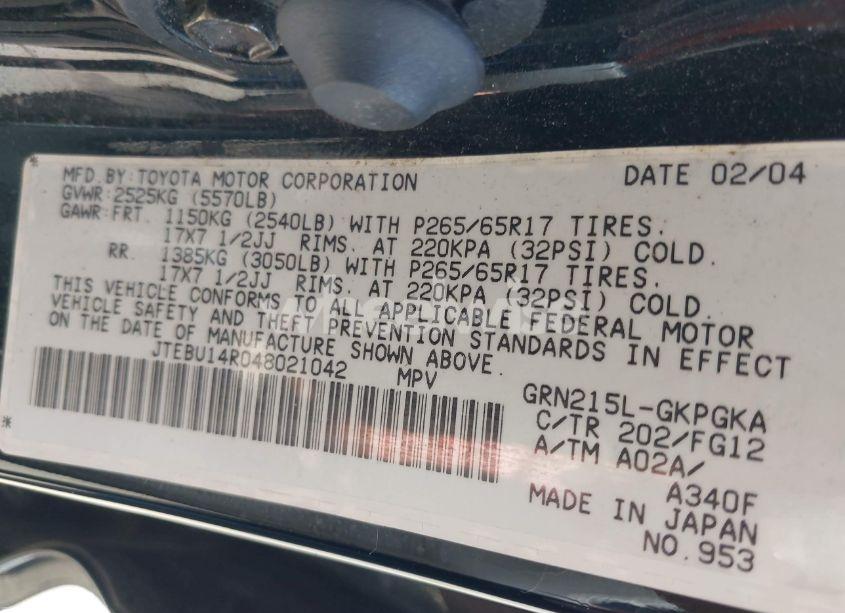 MFD.BY:TOYOTA MOTOR CORPORATION DATE 02/04
GVWR:2525KG (5570LB)
GAWR:FRT. 1150KG (2540LB) WITH P265/65R17 TIRES.
17X7 1/2JJ RIMS. AT 220KPA (32PSI) COLD.
RR. 1385KG (3050LB) WITH P265/65R17 TIRES.
17X7 1/2JJ RIMS. AT 220KPA (32PSI) COLD.
THIS VEHICLE CONFORMS TO ALL APPLICABLE FEDERAL MOTOR
VEHICLE SAFETY AND THEFT PREVENTION STANDARDS IN EFFECT
ON THE DATE OF MANUFACTURE SHOWN ABOVE.
JTEBU14R048021042 MPV
GRN215L-GKPGKA
C/TR 202/FG12
A/TM A02A/
A340F
MADE IN JAPAN
NO.953